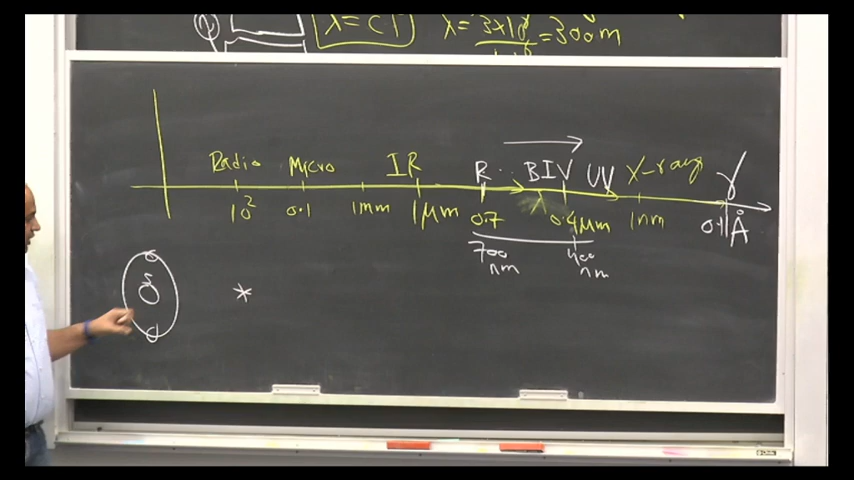 λ = cT λ = 3×10⁸ = 300m
Radio Micro IR R.. BIV UV X-rays γ
10² 0.1 1mm 1μm 0.7 0.4μm 1nm 0.1Å
700 nm 400 nm